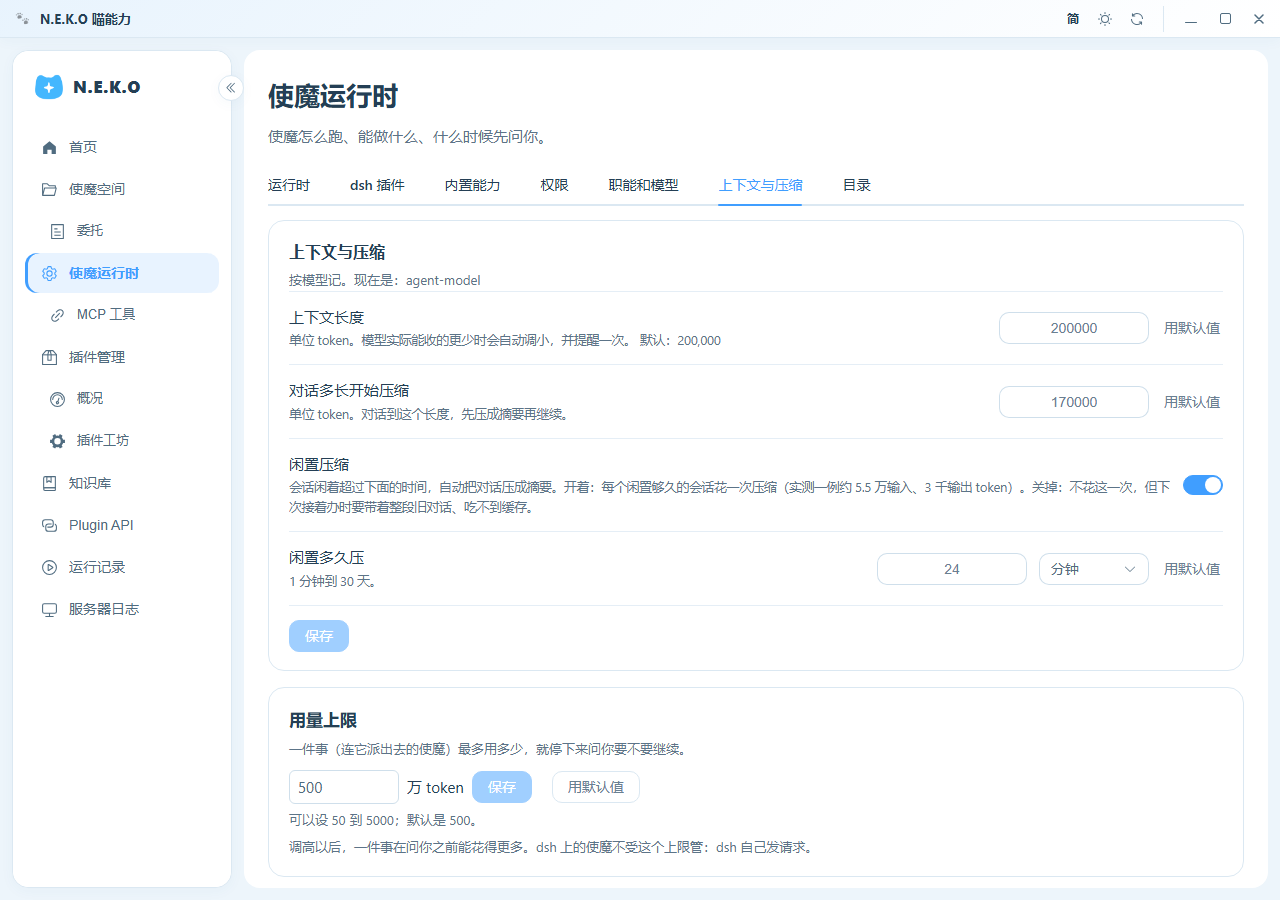 N.E.K.O 喵能力
简
N.E.K.O
首页
使魔空间
委托
使魔运行时
MCP 工具
插件管理
概况
插件工坊
知识库
Plugin API
运行记录
服务器日志
使魔运行时
使魔怎么跑、能做什么、什么时候先问你。
运行时 dsh 插件 内置能力 权限 职能和模型 上下文与压缩 目录
上下文与压缩
按模型记。现在是：agent-model
上下文长度
单位 token。模型实际能收的更少时会自动调小，并提醒一次。 默认：200,000
200000 用默认值
对话多长开始压缩
单位 token。对话到这个长度，先压成摘要再继续。
170000 用默认值
闲置压缩
会话闲着超过下面的时间，自动把对话压成摘要。开着：每个闲置够久的会话花一次压缩（实测一例约 5.5 万输入、3 千输出 token）。关掉：不花这一次，但下
次接着办时要带着整段旧对话、吃不到缓存。
闲置多久压
1 分钟到 30 天。
24 分钟 用默认值
保存
用量上限
一件事（连它派出去的使魔）最多用多少，就停下来问你要不要继续。
500 万 token 保存 用默认值
可以设 50 到 5000；默认是 500。
调高以后，一件事在问你之前能花得更多。dsh 上的使魔不受这个上限管：dsh 自己发请求。